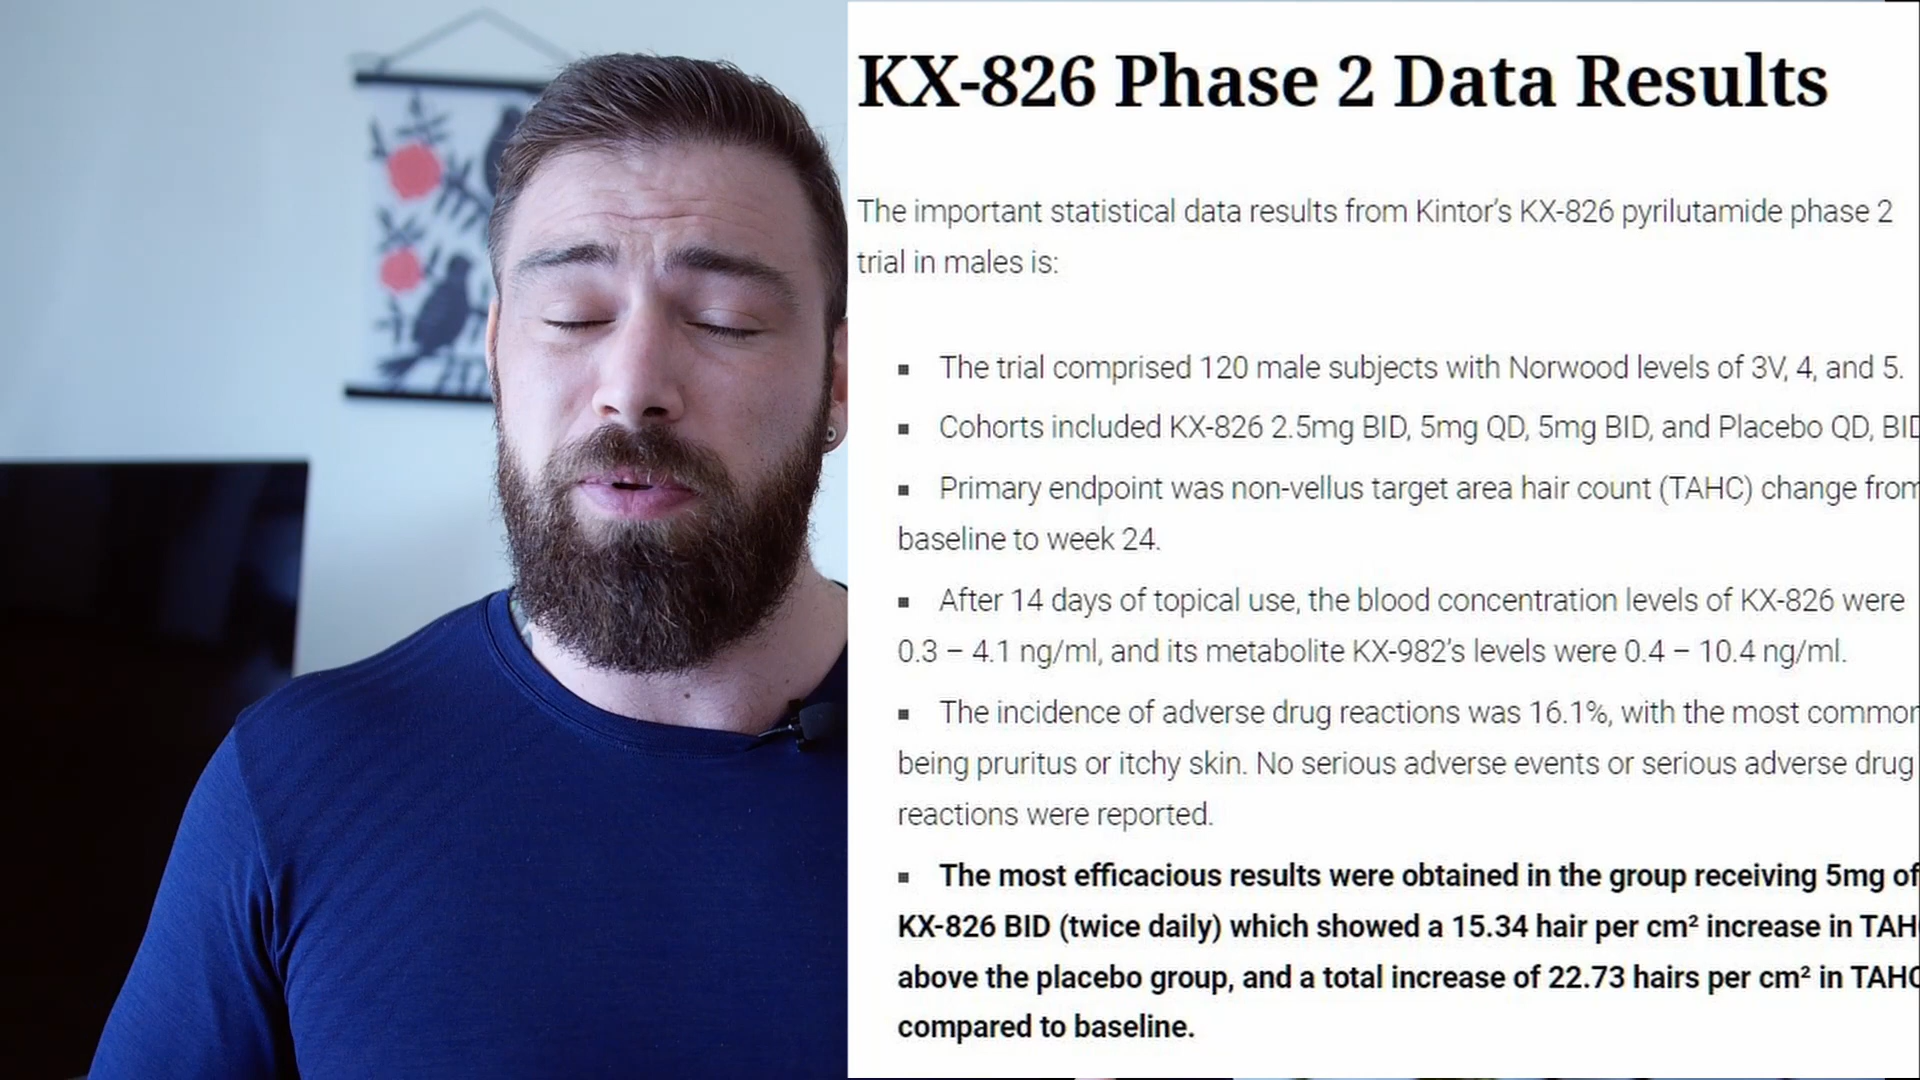 KX-826 Phase 2 Data Results
The important statistical data results from Kintor's KX-826 pyrilutamide phase 2
trial in males is:
▪ The trial comprised 120 male subjects with Norwood levels of 3V, 4, and 5.
▪ Cohorts included KX-826 2.5mg BID, 5mg QD, 5mg BID, and Placebo QD, BID
▪ Primary endpoint was non-vellus target area hair count (TAHC) change from
baseline to week 24.
▪ After 14 days of topical use, the blood concentration levels of KX-826 were
0.3 – 4.1 ng/ml, and its metabolite KX-982's levels were 0.4 – 10.4 ng/ml.
▪ The incidence of adverse drug reactions was 16.1%, with the most common
being pruritus or itchy skin. No serious adverse events or serious adverse drug
reactions were reported.
▪ The most efficacious results were obtained in the group receiving 5mg of
KX-826 BID (twice daily) which showed a 15.34 hair per cm² increase in TAHC
above the placebo group, and a total increase of 22.73 hairs per cm² in TAHC
compared to baseline.